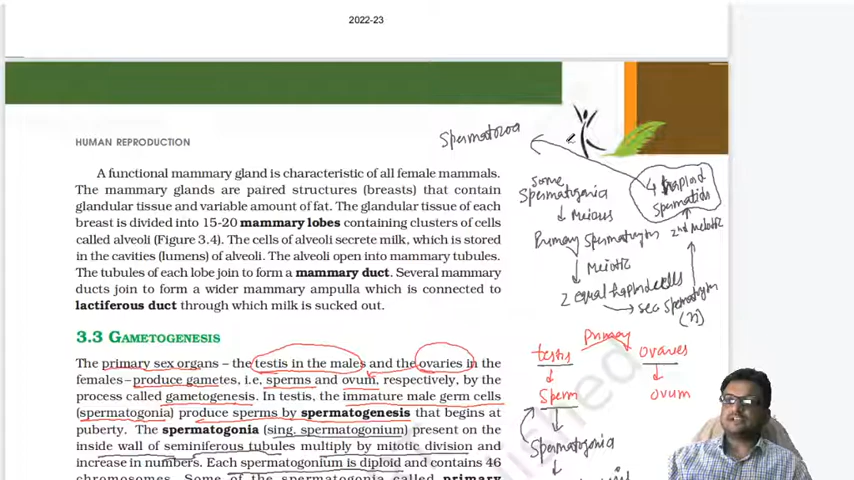 2022-23
HUMAN REPRODUCTION
A functional mammary gland is characteristic of all female mammals.
The mammary glands are paired structures (breasts) that contain
glandular tissue and variable amount of fat. The glandular tissue of each
breast is divided into 15-20 mammary lobes containing clusters of cells
called alveoli (Figure 3.4). The cells of alveoli secrete milk, which is stored
in the cavities (lumens) of alveoli. The alveoli open into mammary tubules.
The tubules of each lobe join to form a mammary duct. Several mammary
ducts join to form a wider mammary ampulla which is connected to
lactiferous duct through which milk is sucked out.
3.3 GAMETOGENESIS
The primary sex organs – the testis in the males and the ovaries in the
females – produce gametes, i.e, sperms and ovum, respectively, by the
process called gametogenesis. In testis, the immature male germ cells
(spermatogonia) produce sperms by spermatogenesis that begins at
puberty. The spermatogonia (sing. spermatogonium) present on the
inside wall of seminiferous tubules multiply by mitotic division and
increase in numbers. Each spermatogonium is diploid and contains 46
chromosomes. Some of the spermatogonia called primary
Spermatozoa
Some
Spermatogonia
Meiosis
4 haploid
Spermatids
Primary Spermatocytes
2nd Meiotic
Meiotic
2 equal haploid cells
sec Spermatocytes
(n)
Primary
testis
Ovaries
Sperm
Ovum
Spermatogonia